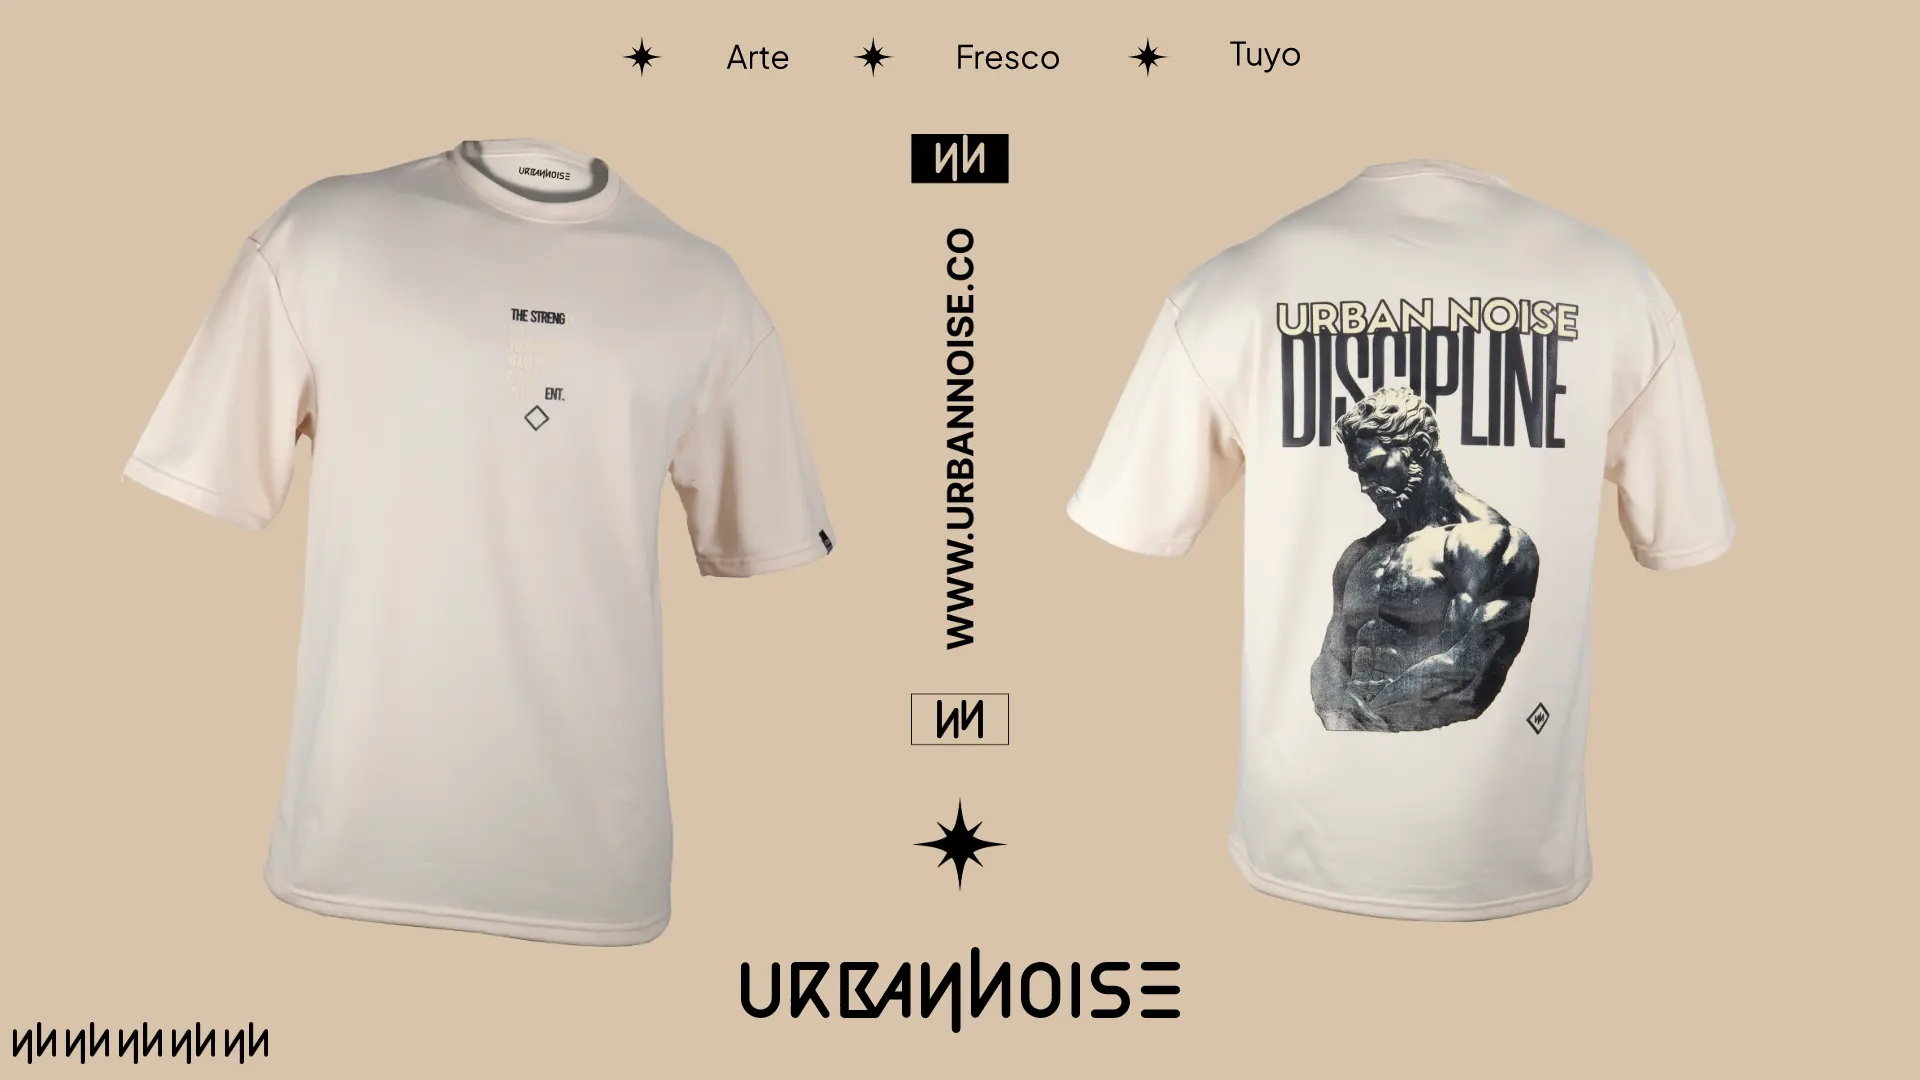 Arte
Fresco
Tuyo
URBANNOISE
THE STRENG
ENT.
WWW.URBANNOISE.CO
URBAN NOISE
DISCIPLINE
URBANNOISE